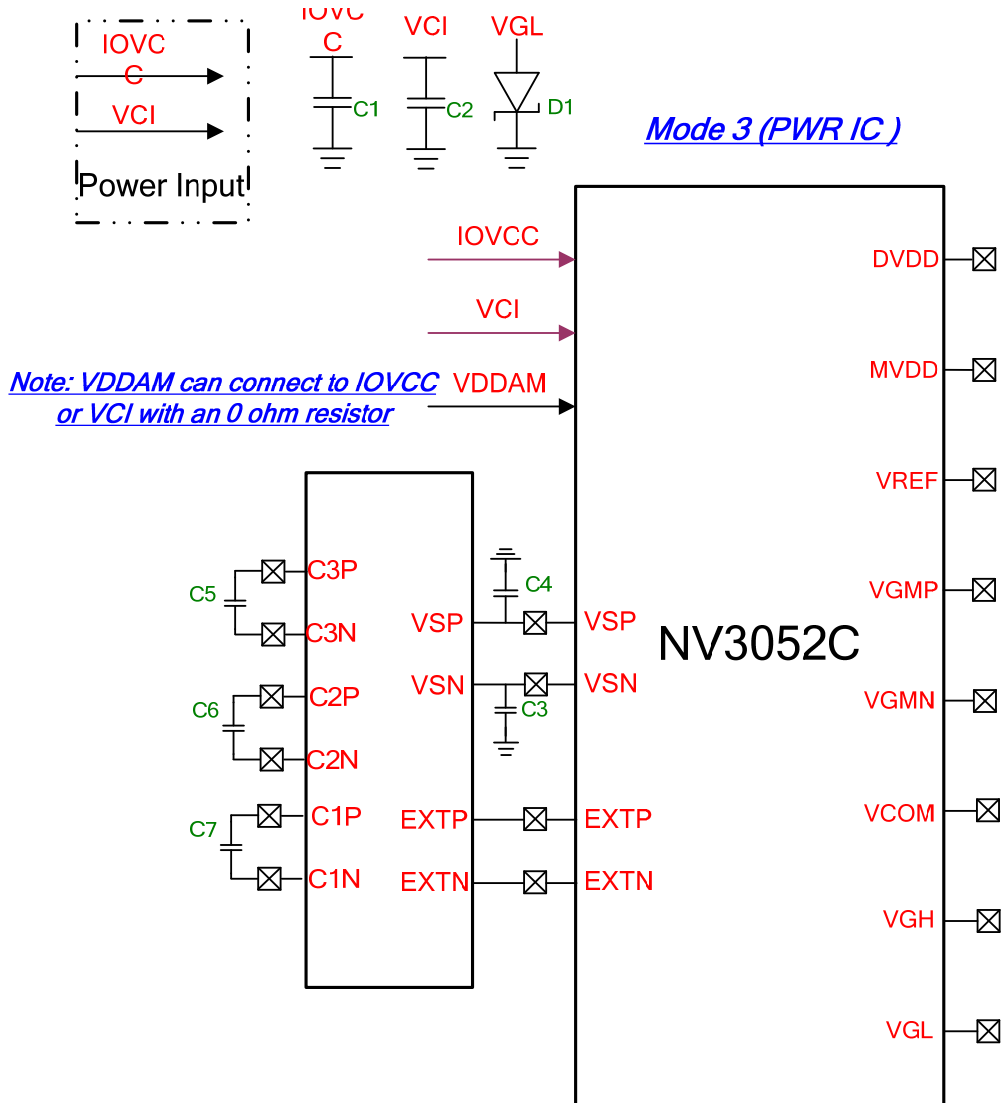 IOVC
C
VCI
Power Input
IOVC
C
C1
VCI
C2
VGL
D1
Mode 3 (PWR IC )
IOVCC
VCI
VDDAM
Note: VDDAM can connect to IOVCC
or VCI with an 0 ohm resistor
C5
C6
C7
C3P
C3N
C2P
C2N
C1P
C1N
VSP
VSN
EXTP
EXTN
C4
C3
VSP
VSN
EXTP
EXTN
NV3052C
DVDD
MVDD
VREF
VGMP
VGMN
VCOM
VGH
VGL